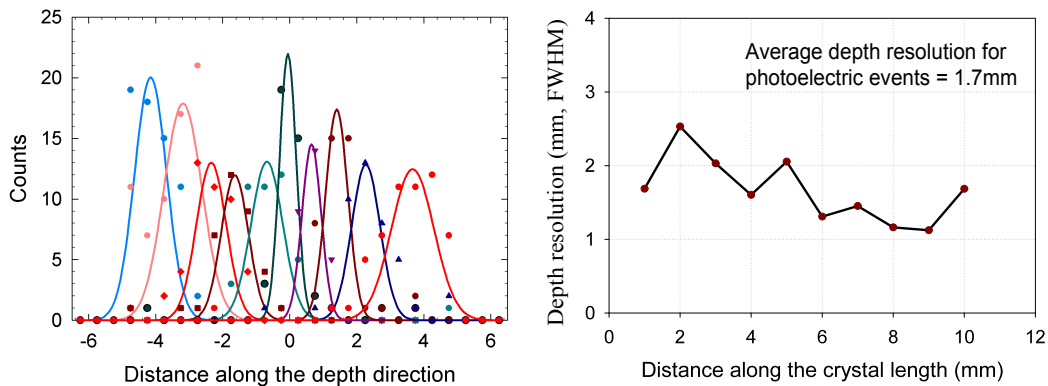 25
20
15
10
5
0
Counts
-6 -4 -2 0 2 4 6
Distance along the depth direction
4
3
2
1
0
Depth resolution (mm, FWHM)
Average depth resolution for
photoelectric events = 1.7mm
0 2 4 6 8 10 12
Distance along the crystal length (mm)